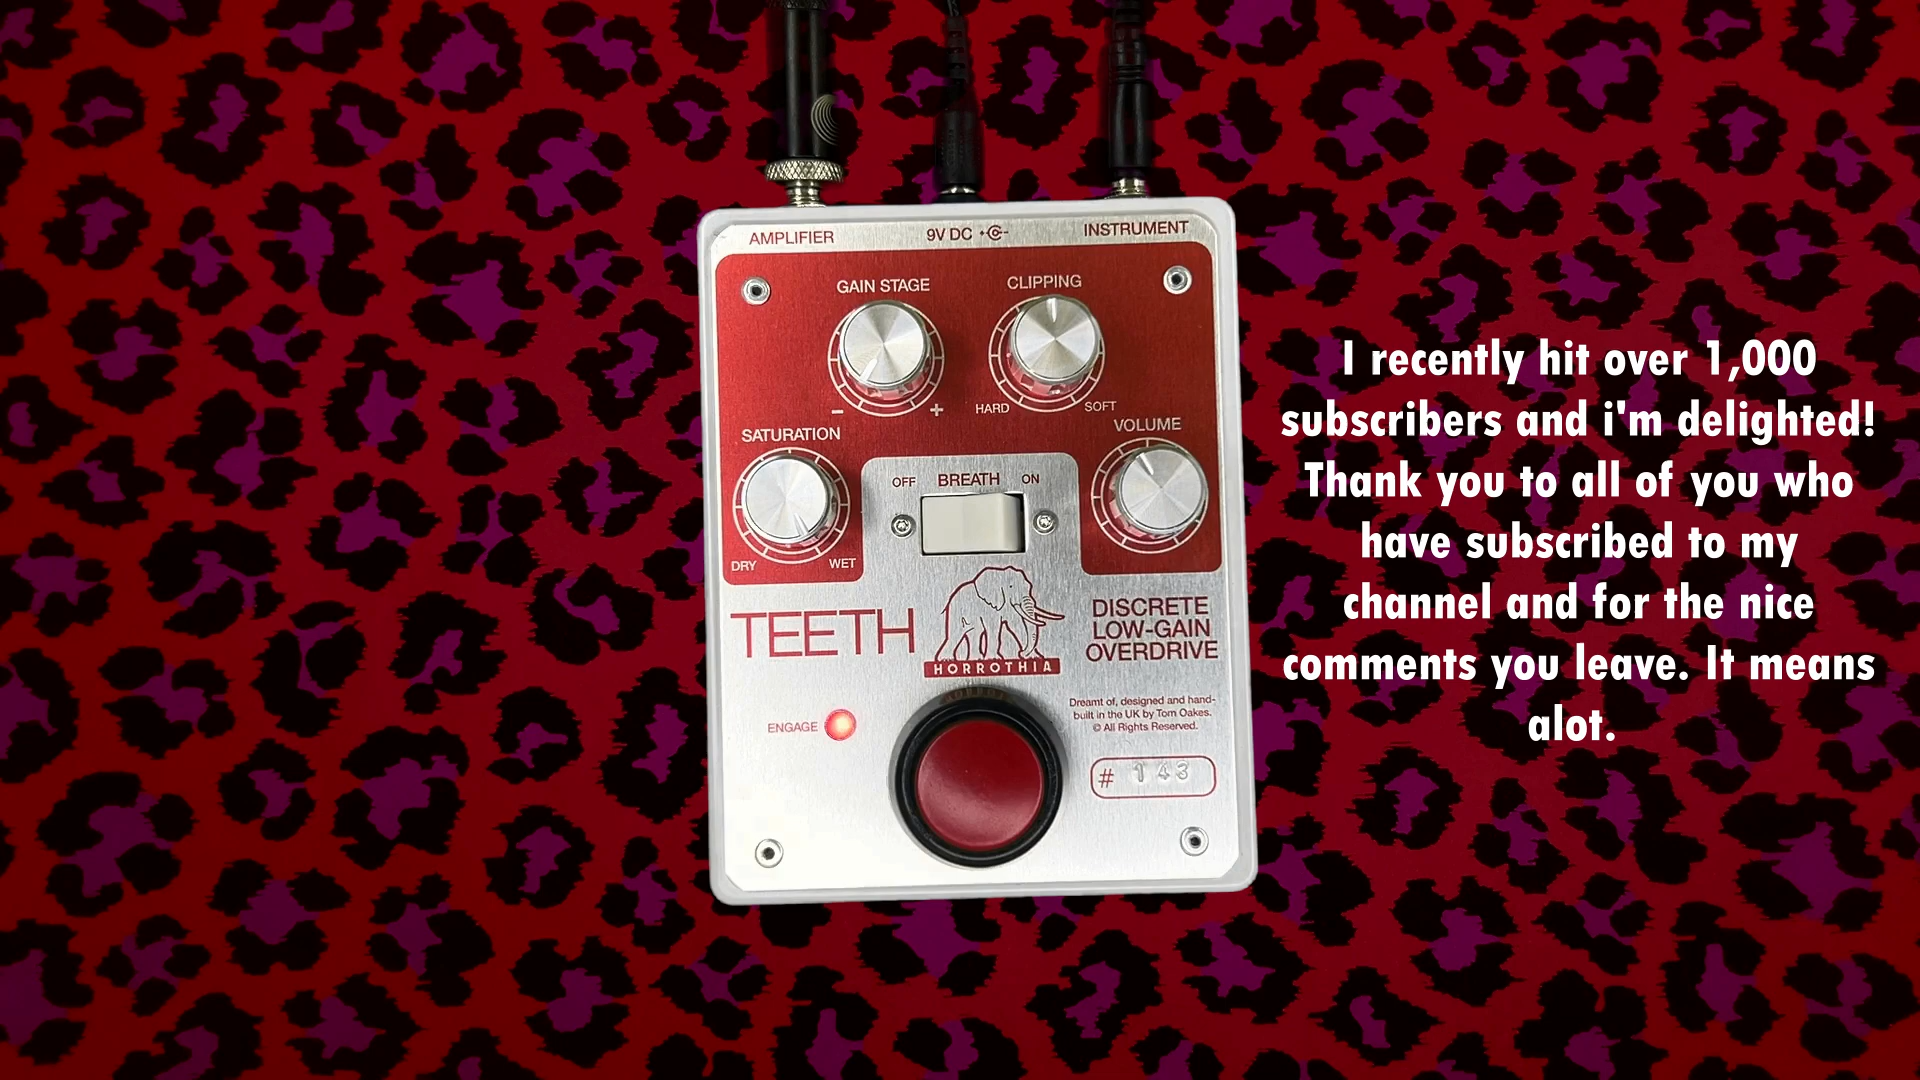 AMPLIFIER
9V DC
INSTRUMENT
GAIN STAGE
CLIPPING
- +
HARD SOFT
SATURATION
VOLUME
OFF BREATH ON
DRY WET
TEETH
HORROTHIA
DISCRETE
LOW-GAIN
OVERDRIVE
ENGAGE
Dreamt of, designed and hand-
built in the UK by Tom Oakes.
© All Rights Reserved.
# 143
I recently hit over 1,000
subscribers and i'm delighted!
Thank you to all of you who
have subscribed to my
channel and for the nice
comments you leave. It means
alot.